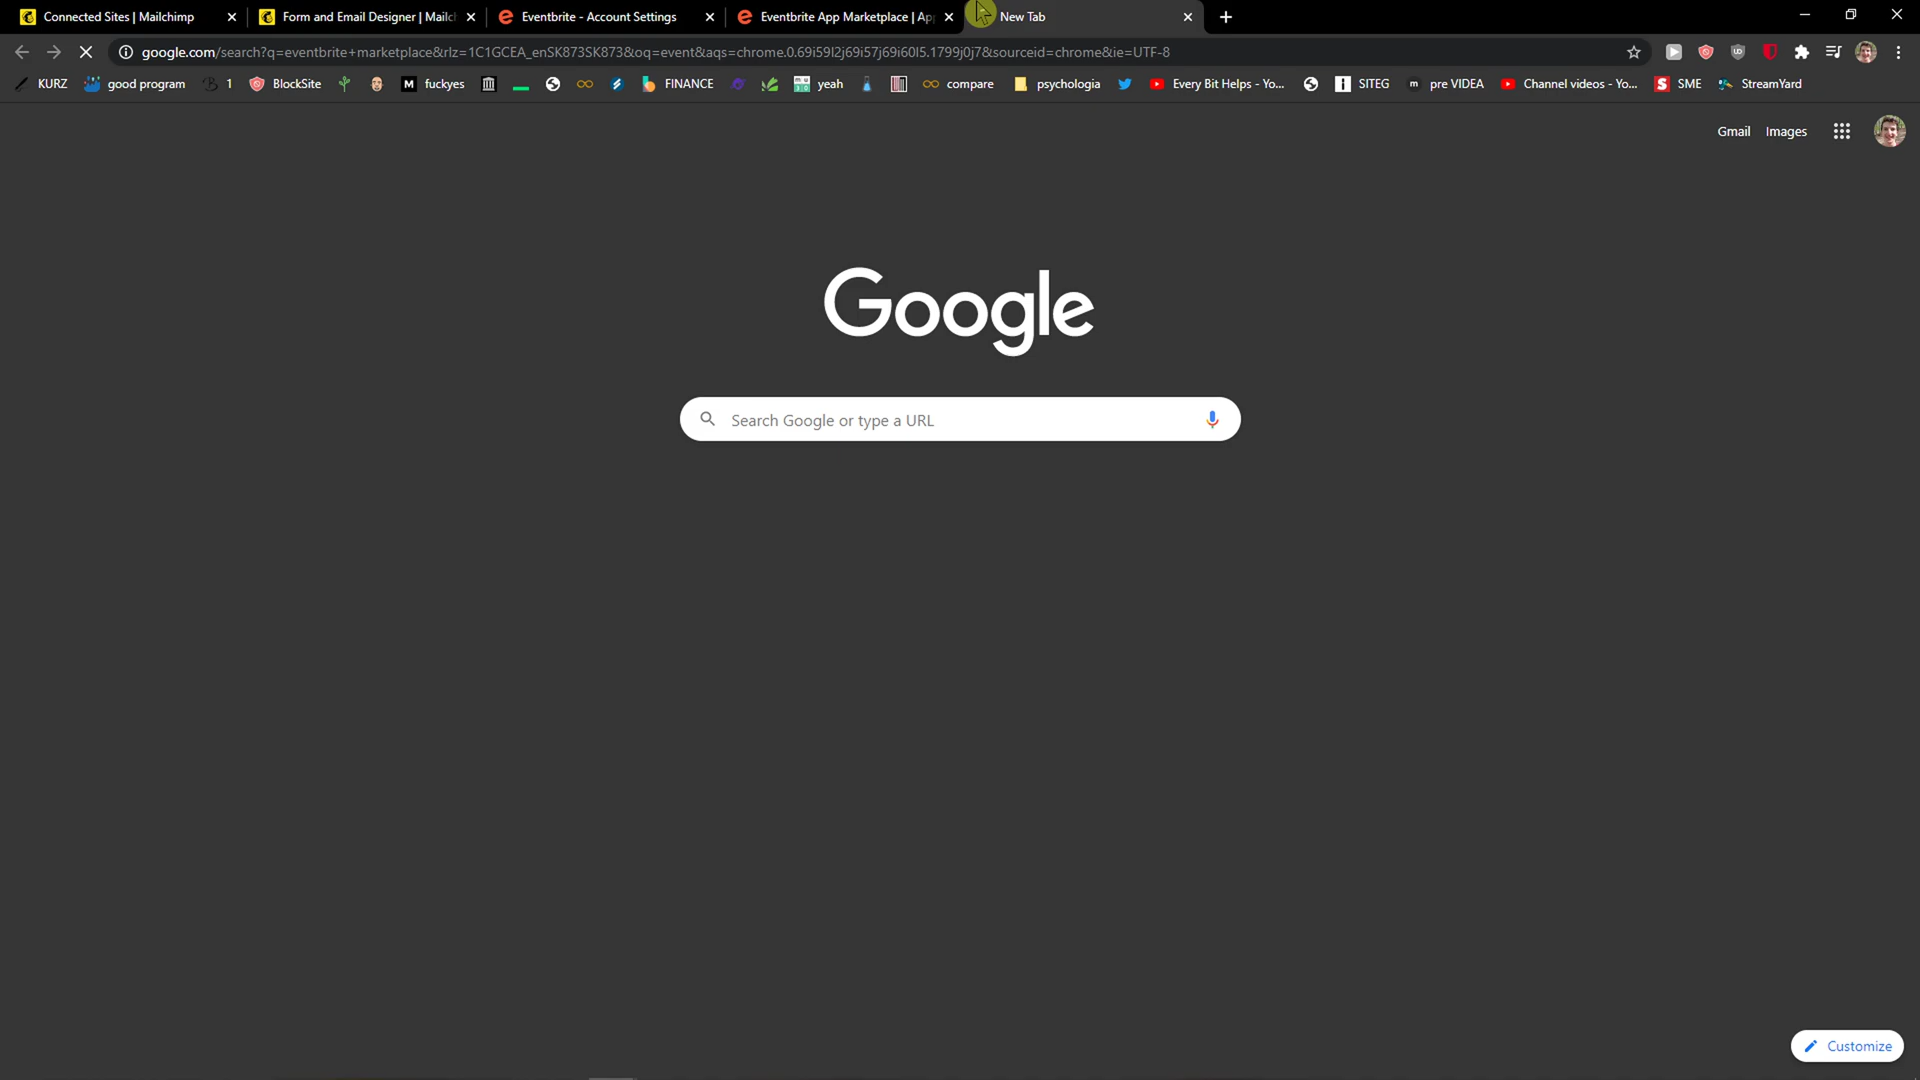 Connected Sites | Mailchimp
Form and Email Designer | Mailc
Eventbrite - Account Settings
Eventbrite App Marketplace | Ap
New Tab
google.com/search?q=eventbrite+marketplace&rlz=1C1GCEA_enSK873SK873&oq=event&aqs=chrome.0.69i59l2j69i57j69i60l5.1799j0j7&sourceid=chrome&ie=UTF-8
KURZ good program 1 BlockSite fuckyes FINANCE yeah compare psychologia Every Bit Helps - Yo... SITEG pre VIDEA Channel videos - Yo... SME StreamYard
Gmail Images
Google
Search Google or type a URL
Customize